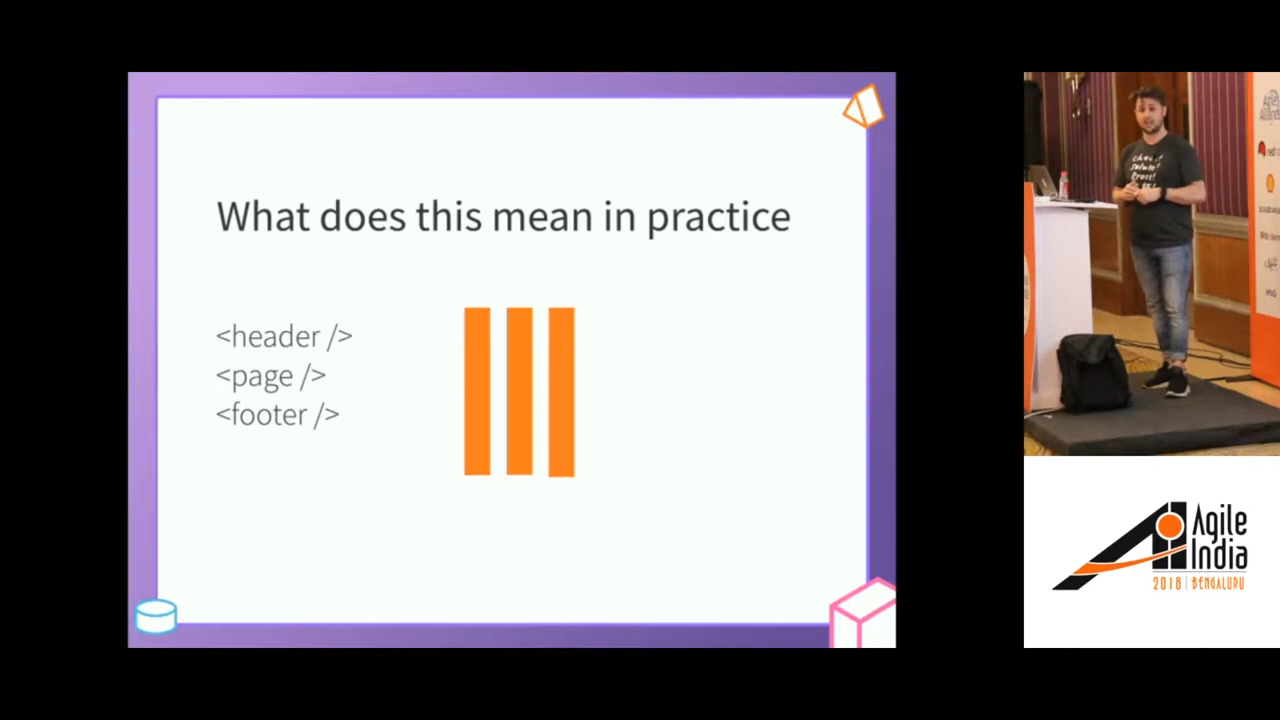 What does this mean in practice
<header />
<page />
<footer />
Agile
India
2018 | BENGALURU